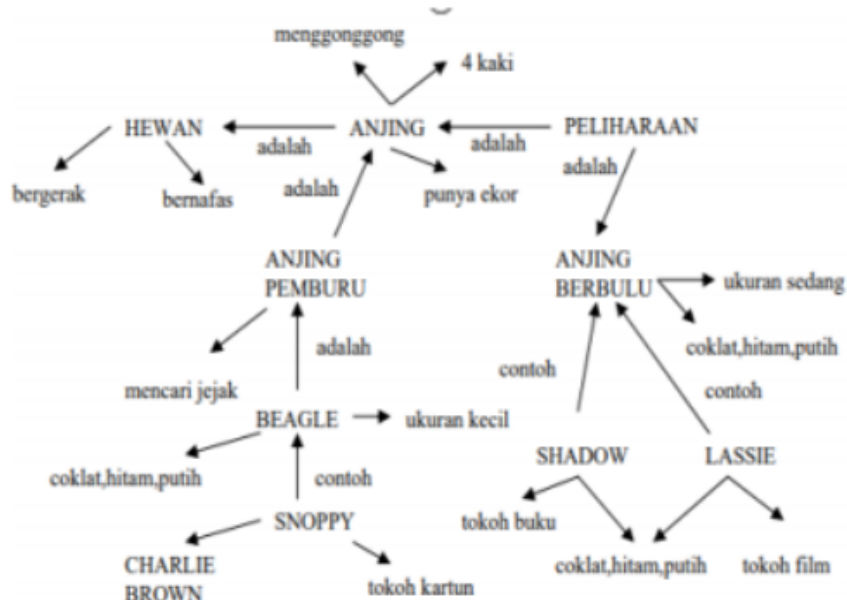 menggonggong
4 kaki
HEWAN
adalah
ANJING
adalah
PELIHARAAN
bergerak
bernafas
adalah
punya ekor
adalah
ANJING
PEMBURU
ANJING
BERBULU
ukuran sedang
mencari jejak
adalah
contoh
coklat,hitam,putih
contoh
BEAGLE
ukuran kecil
coklat,hitam,putih
contoh
SHADOW
LASSIE
SNOPPY
tokoh buku
CHARLIE
BROWN
tokoh kartun
coklat,hitam,putih
tokoh film